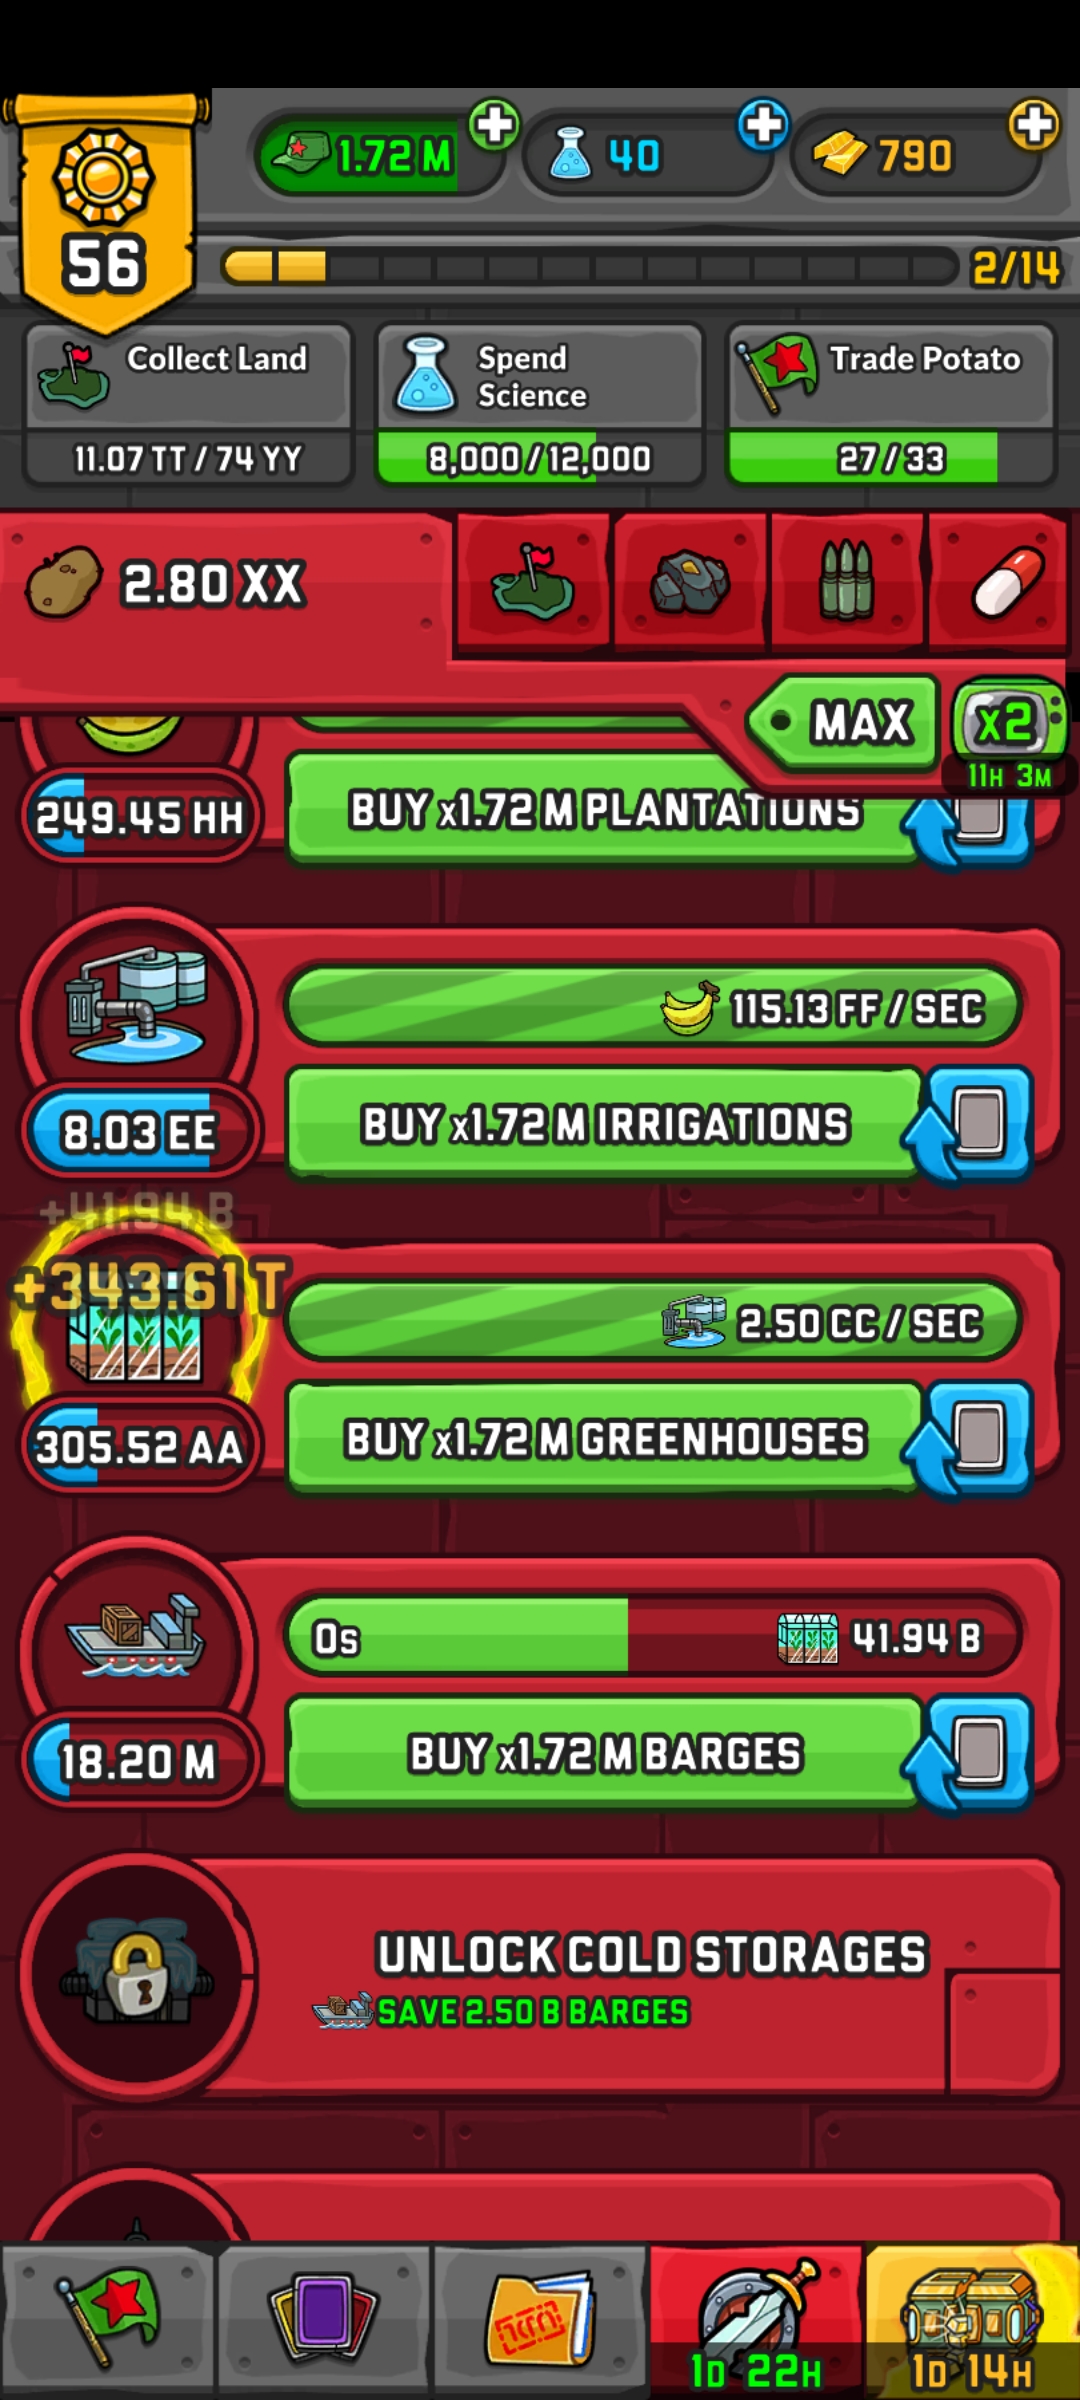 1.72 M
40
790
56
2/14
Collect Land
Spend
Science
Trade Potato
11.07 TT / 74 YY
8,000 / 12,000
27 / 33
2.80 XX
MAX
x2
11H 3M
249.45 HH
BUY x1.72 M PLANTATIONS
115.13 FF / SEC
8.03 EE
BUY x1.72 M IRRIGATIONS
+41.94 B
+343.61 T
2.50 CC / SEC
305.52 AA
BUY x1.72 M GREENHOUSES
0s
41.94 B
18.20 M
BUY x1.72 M BARGES
UNLOCK COLD STORAGES
SAVE 2.50 B BARGES
1D 22H
1D 14H